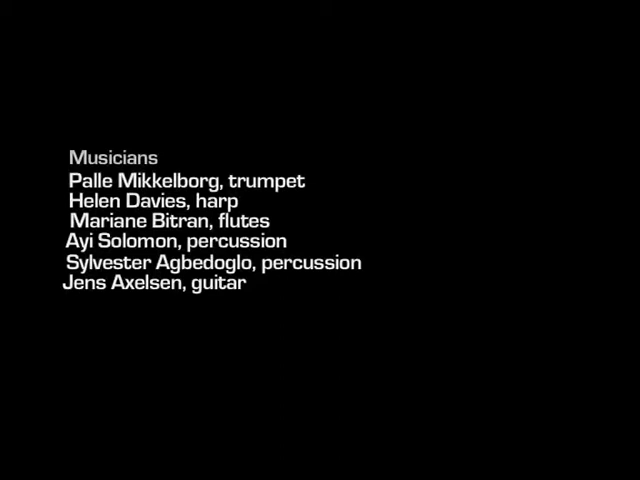 Musicians
Palle Mikkelborg, trumpet
Helen Davies, harp
Mariane Bitran, flutes
Ayi Solomon, percussion
Sylvester Agbedoglo, percussion
Jens Axelsen, guitar